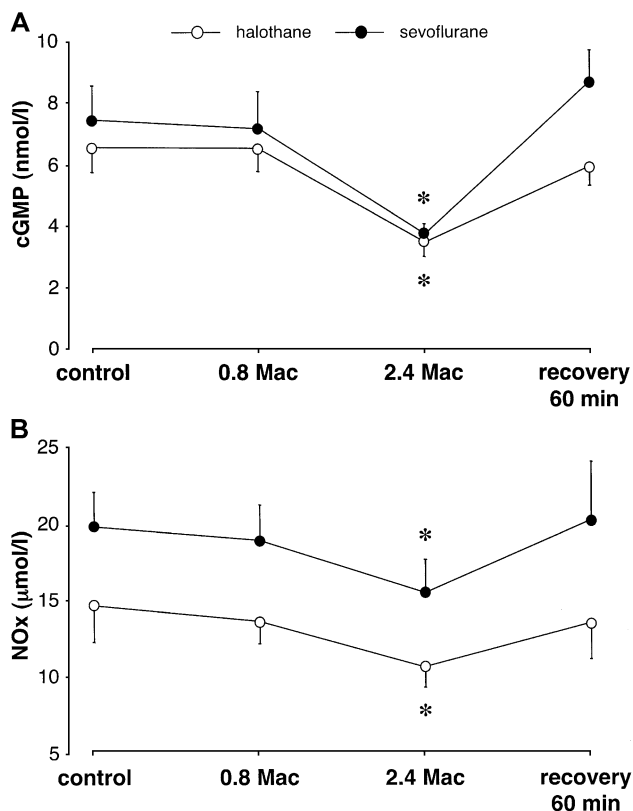 A
halothane
sevoflurane
cGMP (nmol/l)
10
8
6
4
2
0
*
*
control
0.8 Mac
2.4 Mac
recovery
60 min
B
NOx (μmol/l)
25
20
15
10
5
*
*
control
0.8 Mac
2.4 Mac
recovery
60 min